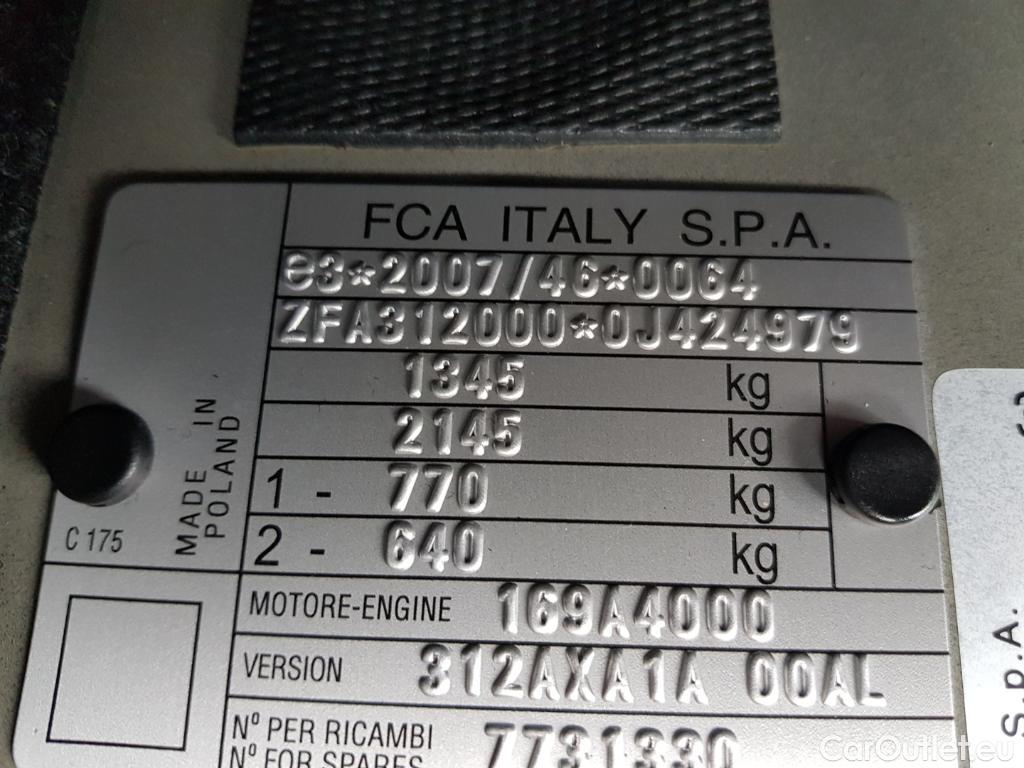 FCA ITALY S.P.A.
e3*2007/46*0064
ZFA312000*0J424979
1345 kg
2145 kg
1 - 770 kg
2 - 640 kg
MADE IN
POLAND
C 175
MOTORE-ENGINE 169A4000
VERSION 312AXA1A 00AL
Nº PER RICAMBI 7731330
Nº FOR SPARES
S.p.A.
CarOutlet.eu